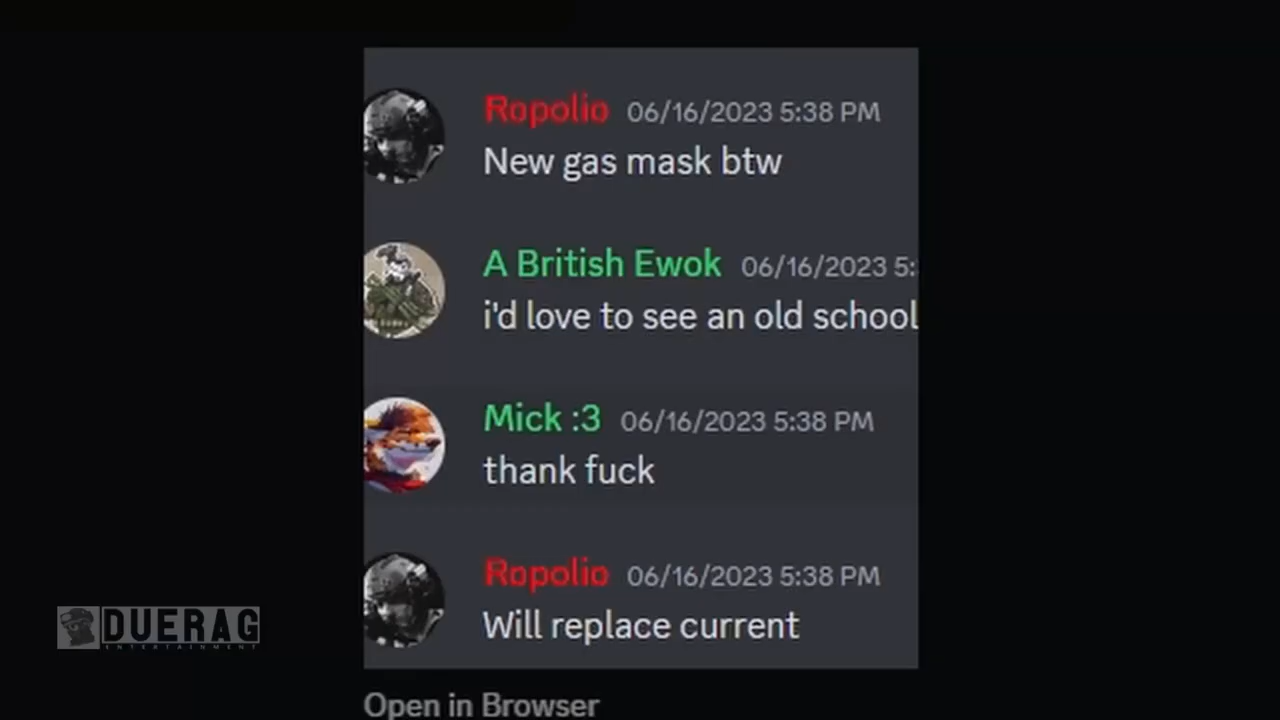 Ropolio 06/16/2023 5:38 PM
New gas mask btw
A British Ewok 06/16/2023 5:
i'd love to see an old school
Mick :3 06/16/2023 5:38 PM
thank fuck
Ropolio 06/16/2023 5:38 PM
Will replace current
DUERAG
ENTERTAINMENT
Open in Browser